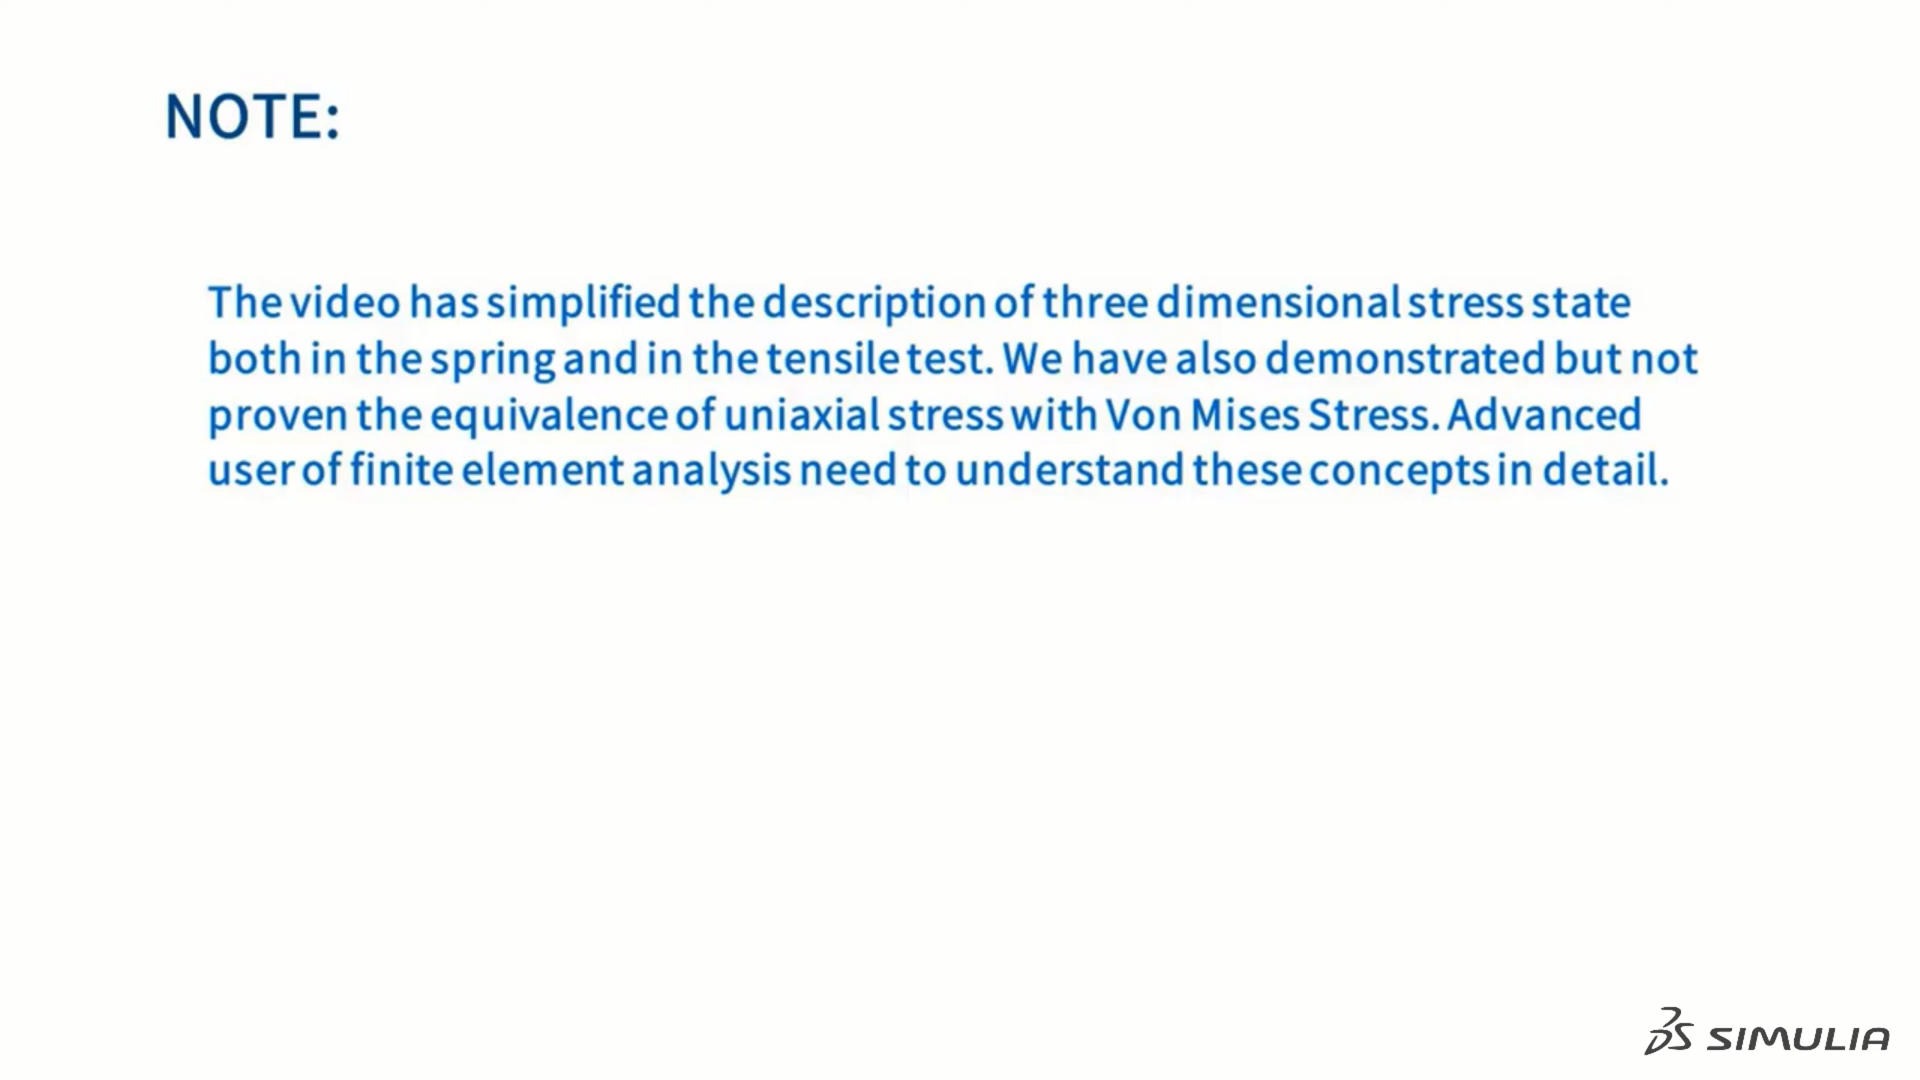 NOTE:
The video has simplified the description of three dimensional stress state
both in the spring and in the tensile test. We have also demonstrated but not
proven the equivalence of uniaxial stress with Von Mises Stress. Advanced
user of finite element analysis need to understand these concepts in detail.
3DS SIMULIA